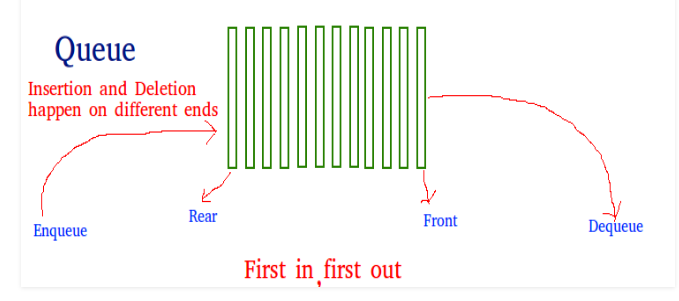 Queue
Insertion and Deletion
happen on different ends
Enqueue
Rear
Front
Dequeue
First in , first out